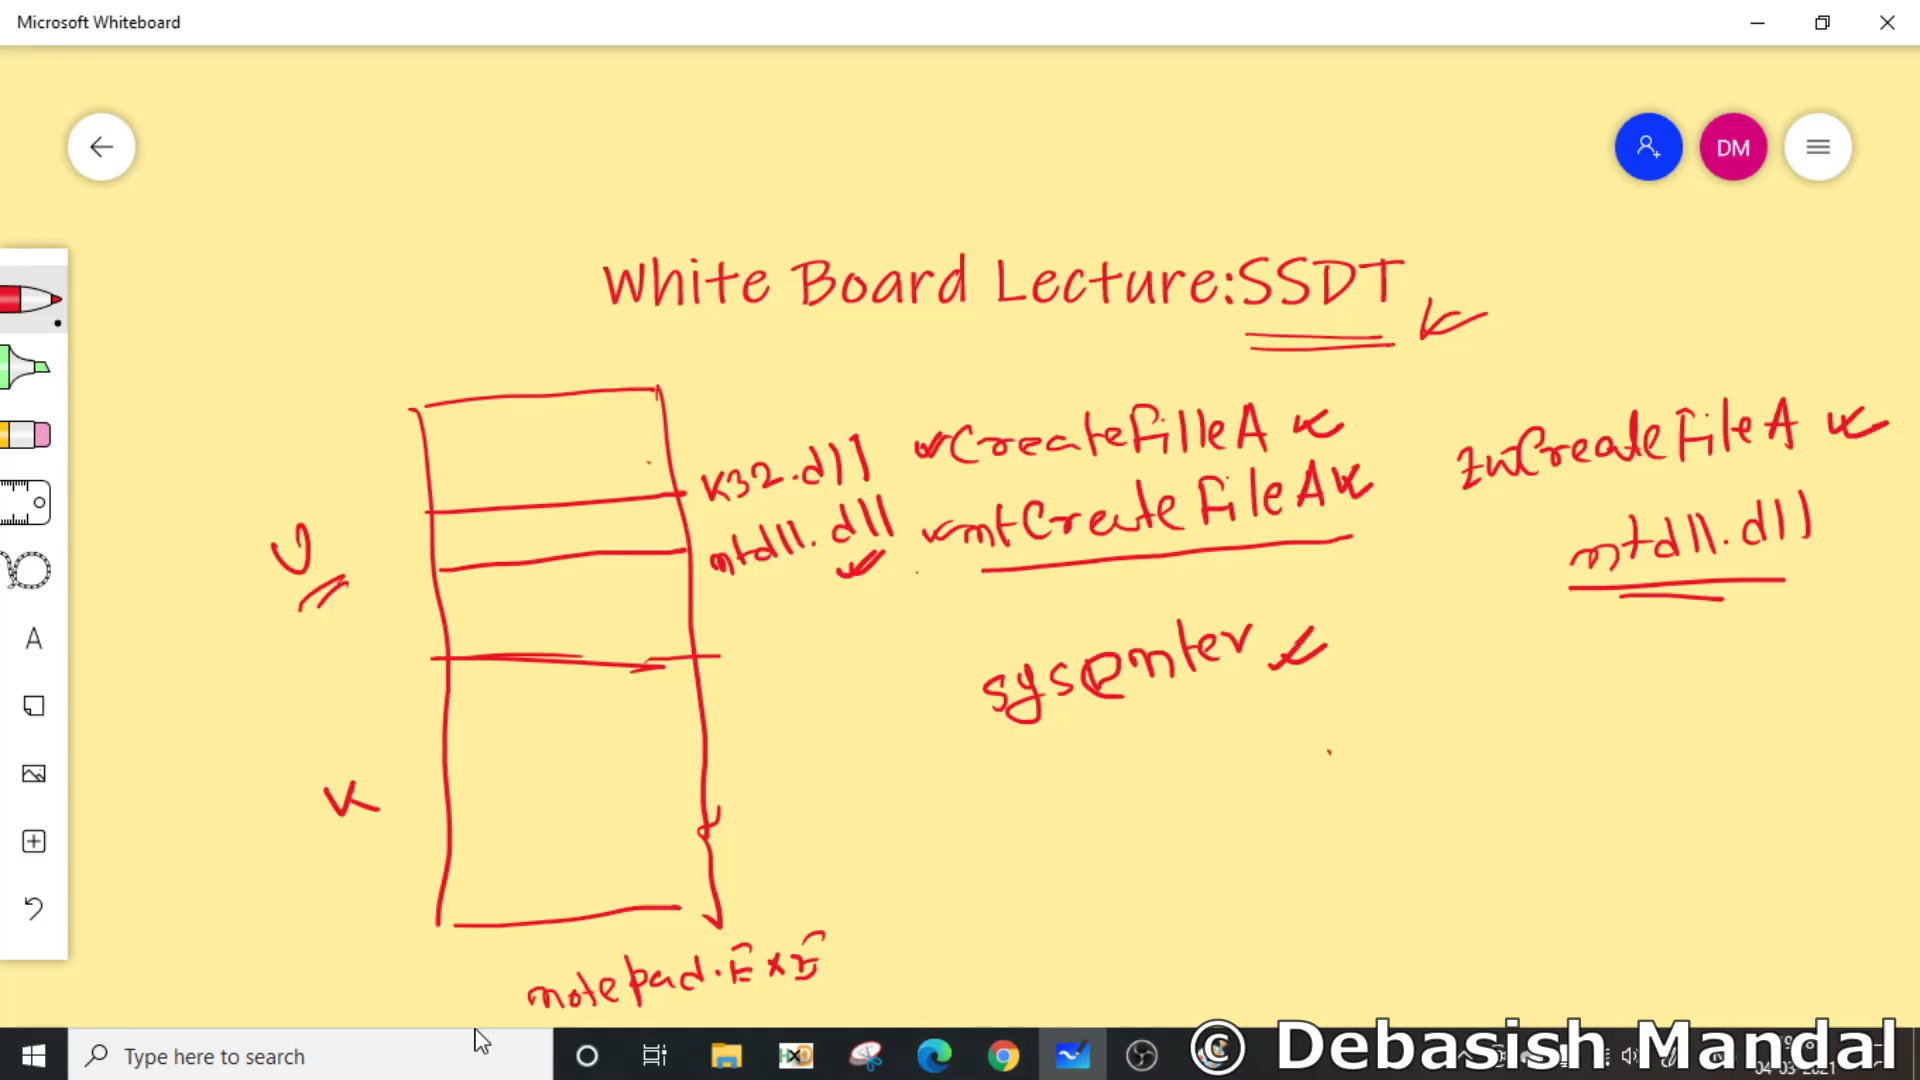 Microsoft Whiteboard
DM
White Board Lecture:SSDT
K32.dll CreateFilleA
ZwCreateFileA
ntdll.dll ntCreateFileA
ntdll.dll
U
sysenter
K
notepad.ExE
A
Type here to search
© Debasish Mandal